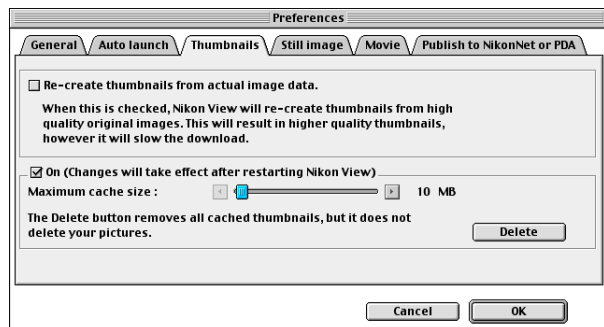 Preferences
General Auto launch Thumbnails Still image Movie Publish to NikonNet or PDA
Re-create thumbnails from actual image data.
When this is checked, Nikon View will re-create thumbnails from high
quality original images. This will result in higher quality thumbnails,
however it will slow the download.
On (Changes will take effect after restarting Nikon View)
Maximum cache size : 10 MB
The Delete button removes all cached thumbnails, but it does not
delete your pictures.
Delete
Cancel OK